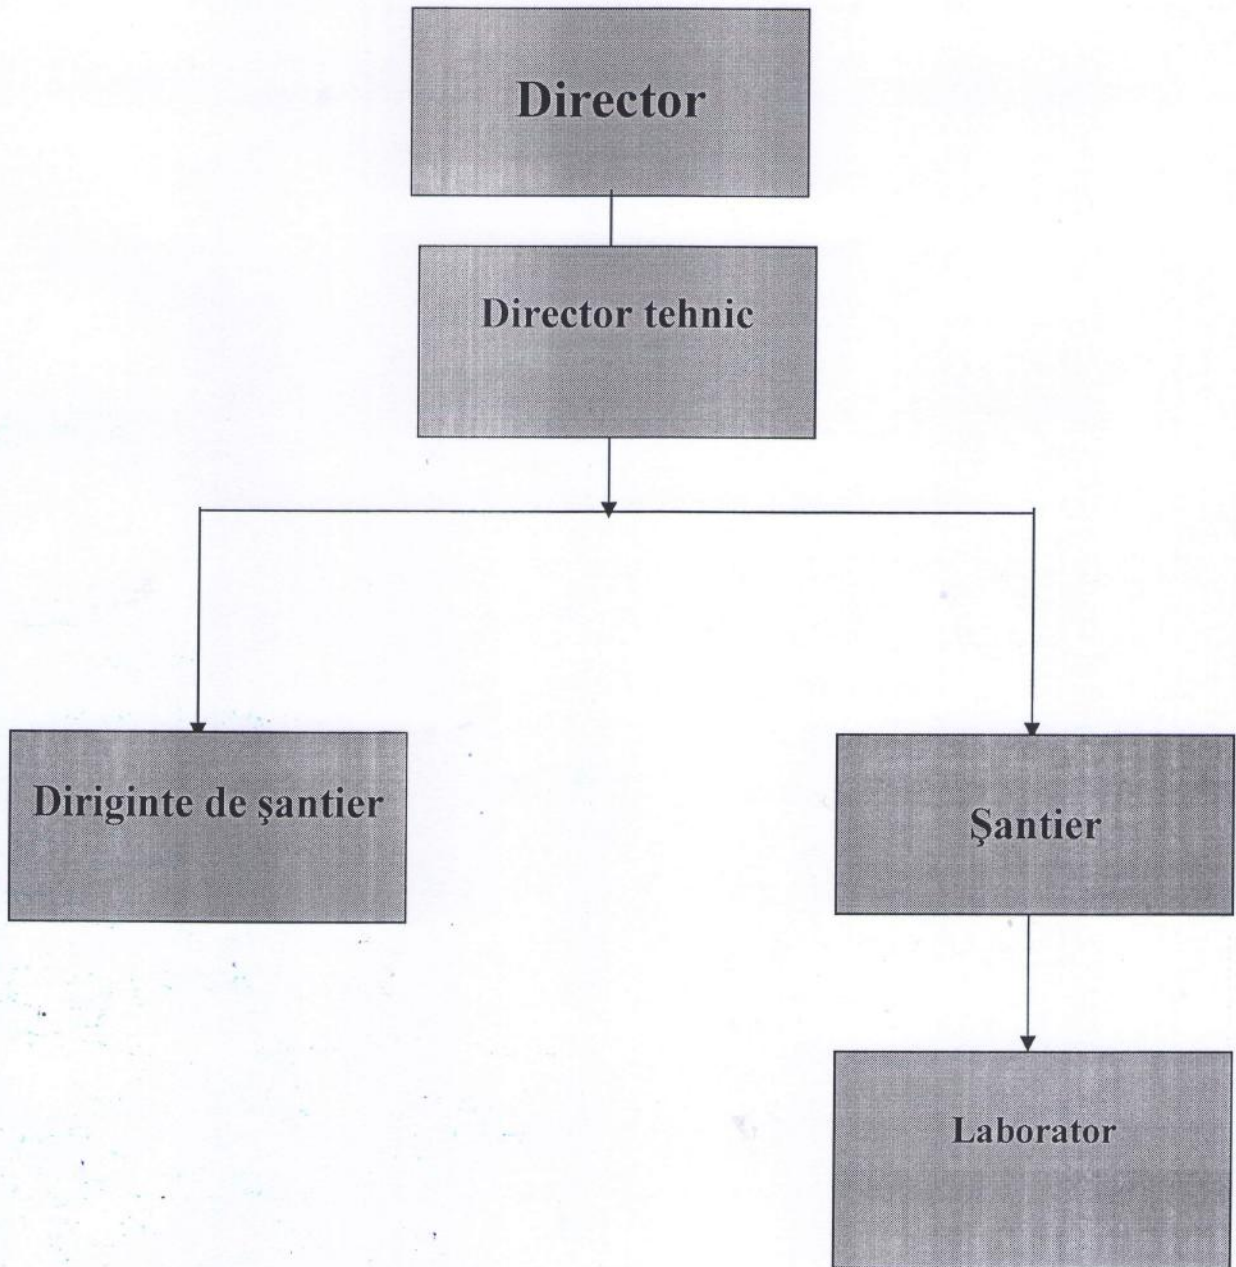 Director
Director tehnic
Diriginte de şantier
Şantier
Laborator